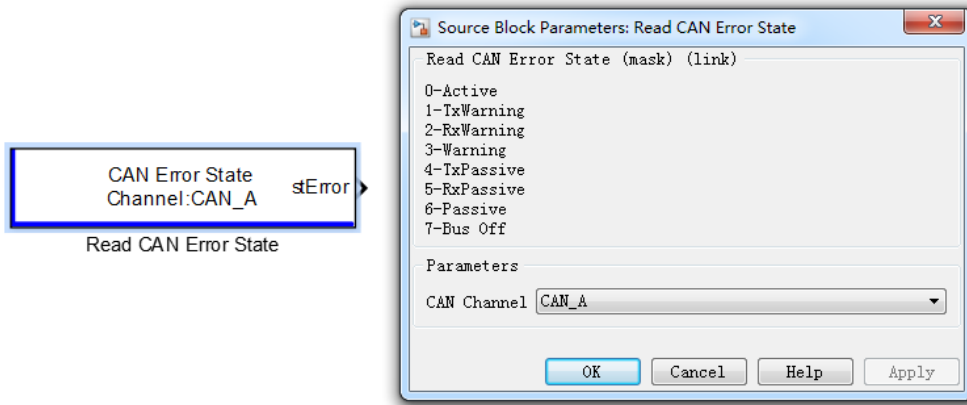 CAN Error State
Channel:CAN_A
stError
Read CAN Error State
Source Block Parameters: Read CAN Error State
Read CAN Error State (mask) (link)
0-Active
1-TxWarning
2-RxWarning
3-Warning
4-TxPassive
5-RxPassive
6-Passive
7-Bus Off
Parameters
CAN Channel CAN_A
OK Cancel Help Apply